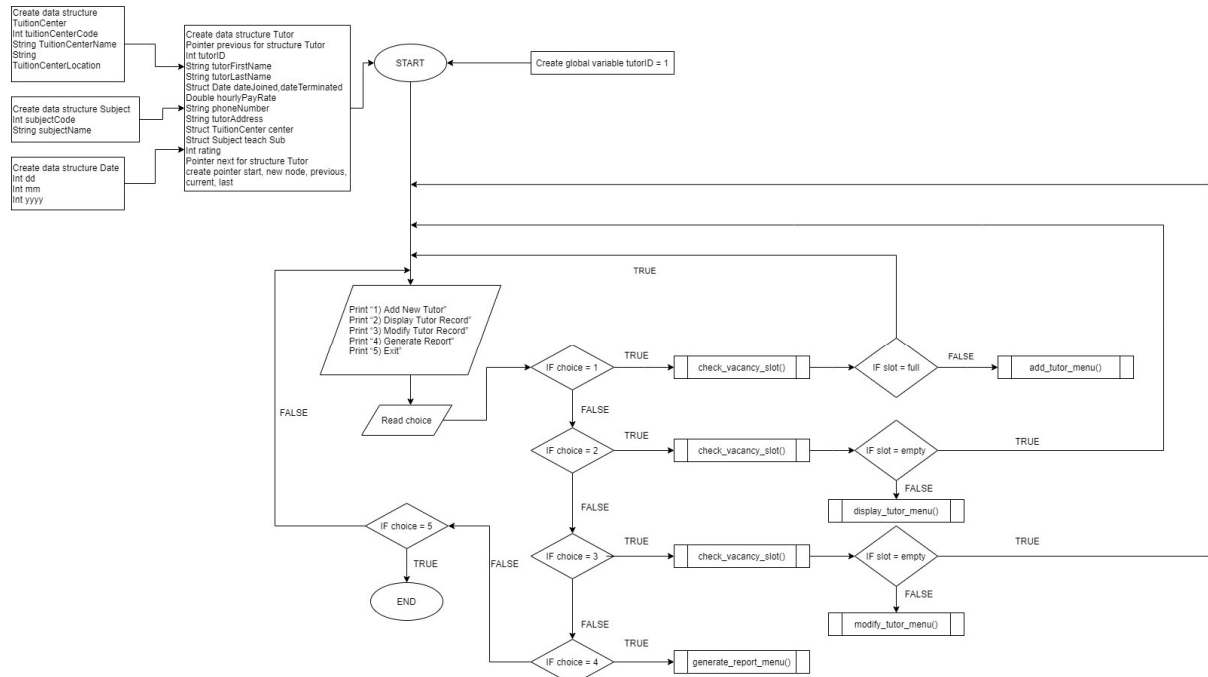 Create data structure
TuitionCenter
Int tuitionCenterCode
String TuitionCenterName
String
TuitionCenterLocation
Create data structure Subject
Int subjectCode
String subjectName
Create data structure Date
Int dd
Int mm
Int yyyy
Create data structure Tutor
Pointer previous for structure Tutor
Int tutorID
String tutorFirstName
String tutorLastName
Struct Date dateJoined,dateTerminated
Double hourlyPayRate
String phoneNumber
String tutorAddress
Struct TuitionCenter center
Struct Subject teach Sub
Int rating
Pointer next for structure Tutor
create pointer start, new node, previous,
current, last
START
Create global variable tutorID = 1
TRUE
Print “1) Add New Tutor”
Print “2) Display Tutor Record”
Print “3) Modify Tutor Record”
Print “4) Generate Report”
Print “5) Exit”
Read choice
IF choice = 1
TRUE
check_vacancy_slot()
IF slot = full
FALSE
add_tutor_menu()
FALSE
FALSE
IF choice = 2
TRUE
check_vacancy_slot()
IF slot = empty
TRUE
FALSE
display_tutor_menu()
FALSE
IF choice = 3
TRUE
check_vacancy_slot()
IF slot = empty
TRUE
FALSE
modify_tutor_menu()
FALSE
IF choice = 4
TRUE
generate_report_menu()
FALSE
IF choice = 5
TRUE
END